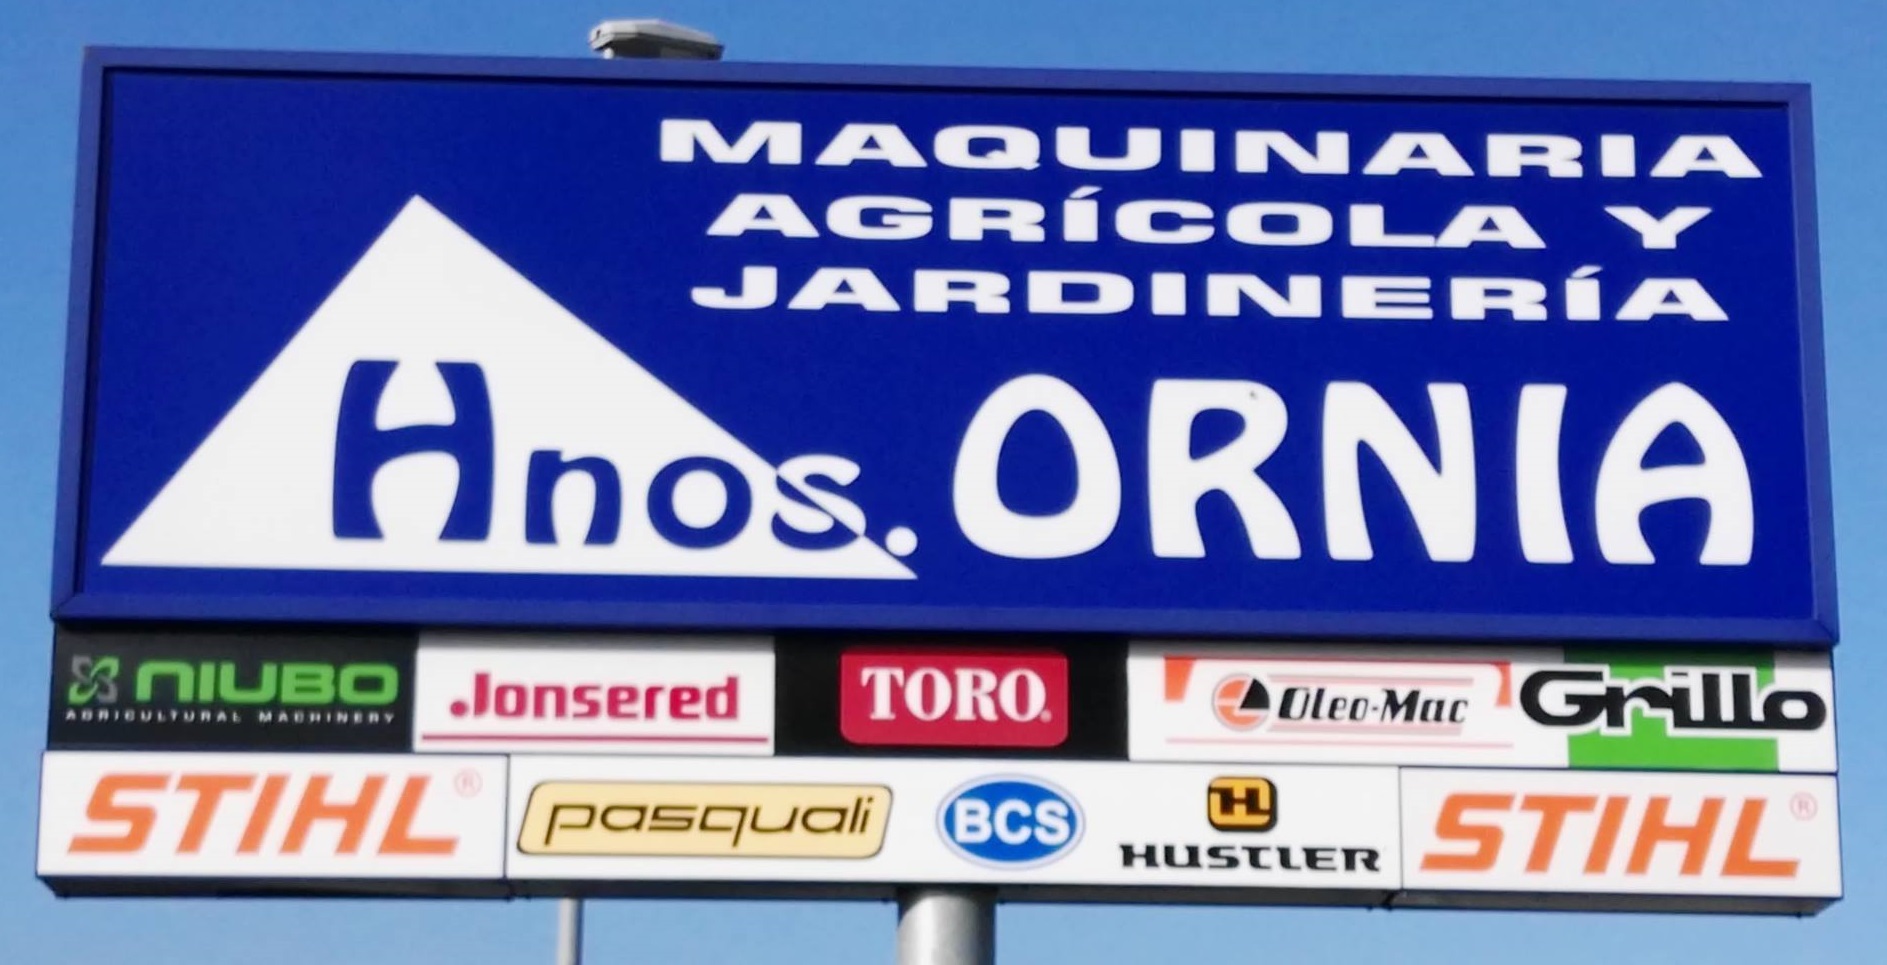 MAQUINARIA
AGRÍCOLA Y
JARDINERÍA
Hnos. ORNIA
NIUBO
AGRICULTURAL MACHINERY
Jonsered
TORO.
Oleo-Mac
Grillo
STIHL®
pasquali
BCS
H
HUSTLER
STIHL®